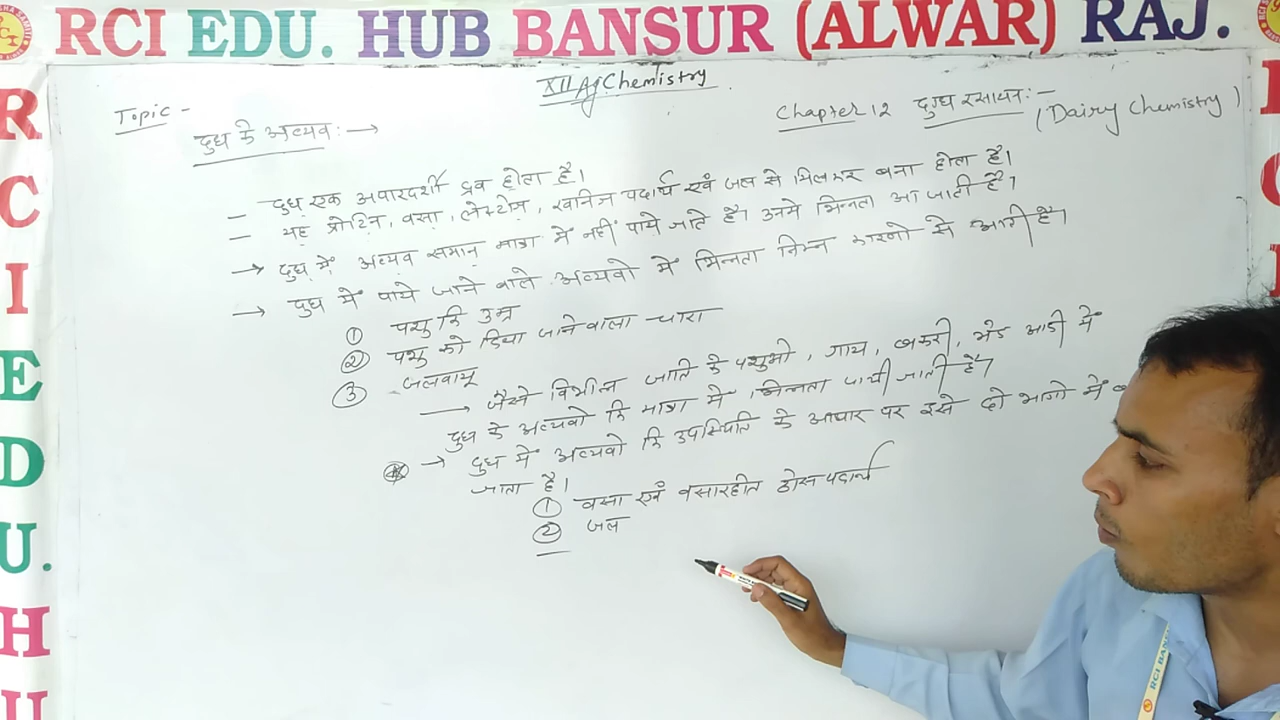 RCI EDU. HUB BANSUR (ALWAR) RAJ.
XII Ag Chemistry
Topic -
Chapter 12 दुग्ध रसायन:-
(Dairy Chemistry)
दुध के अव्यव :- →
- दुध एक अपारदर्शी द्रव होता है।
- यह प्रोटिन, वसा, लेक्टोज, खनिज पदार्थ एवं जल से मिलकर बना होता है।
→ दुध में अव्यव समान मात्रा में नहीं पाये जाते है। उनमे भिन्नता आ जाती है।
→ दुध में पाये जाने वाले अव्यवो में भिन्नता निम्न कारणो से आती है।
① पशु कि उम्र
② पशु को दिया जाने वाला चारा
③ जलवायू
→ जैसे विभिन्न जाति के पशुओ, गाय, बकरी, भेड आदी में
दुध के अव्यवो कि मात्रा में भिन्नता पायी जाती है।
→ दुध में अव्यवो कि उपस्थिति के आधार पर इसे दो भागो में
जाता है।
① वसा एवं वसारहीत ठोस पदार्थ
② जल
R
C
I
E
D
U.
H
U
RCI BAN